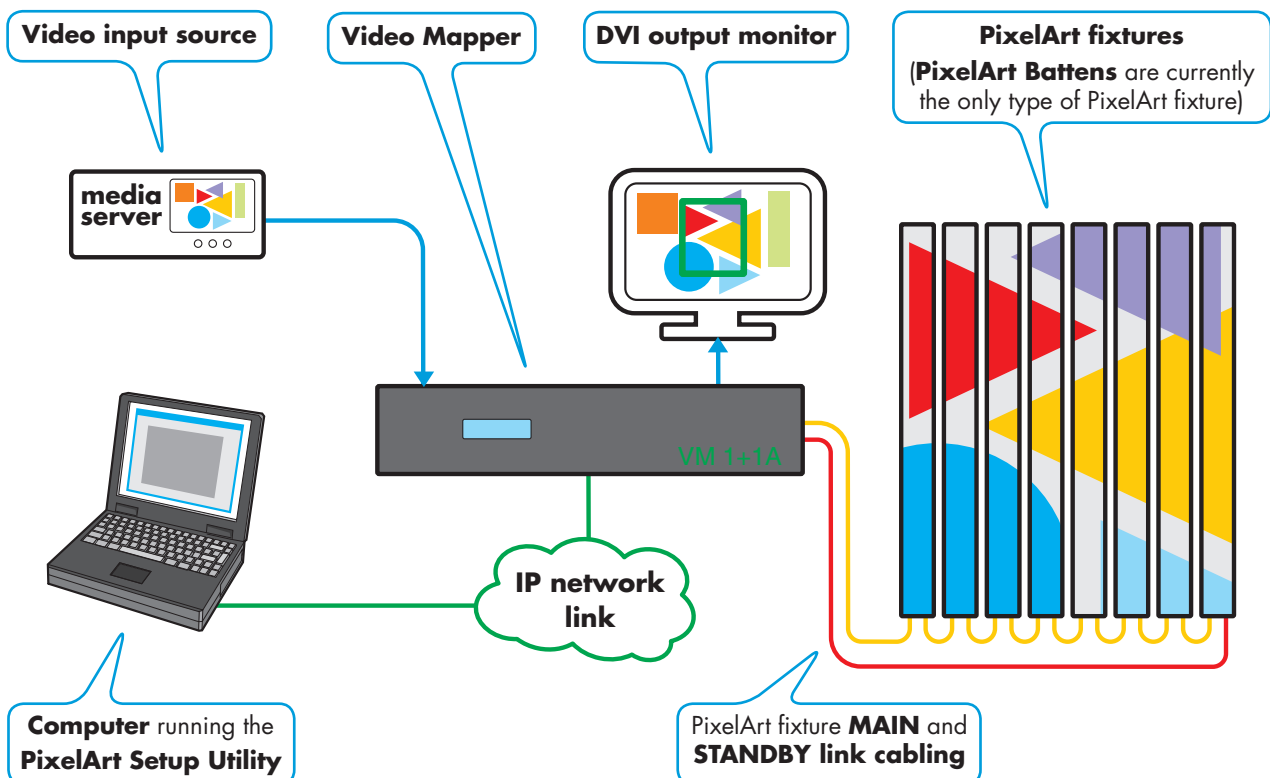 Video input source
Video Mapper
DVI output monitor
PixelArt fixtures
(PixelArt Battens are currently
the only type of PixelArt fixture)
media
server
VM 1+1A
IP network
link
Computer running the
PixelArt Setup Utility
PixelArt fixture MAIN and
STANDBY link cabling